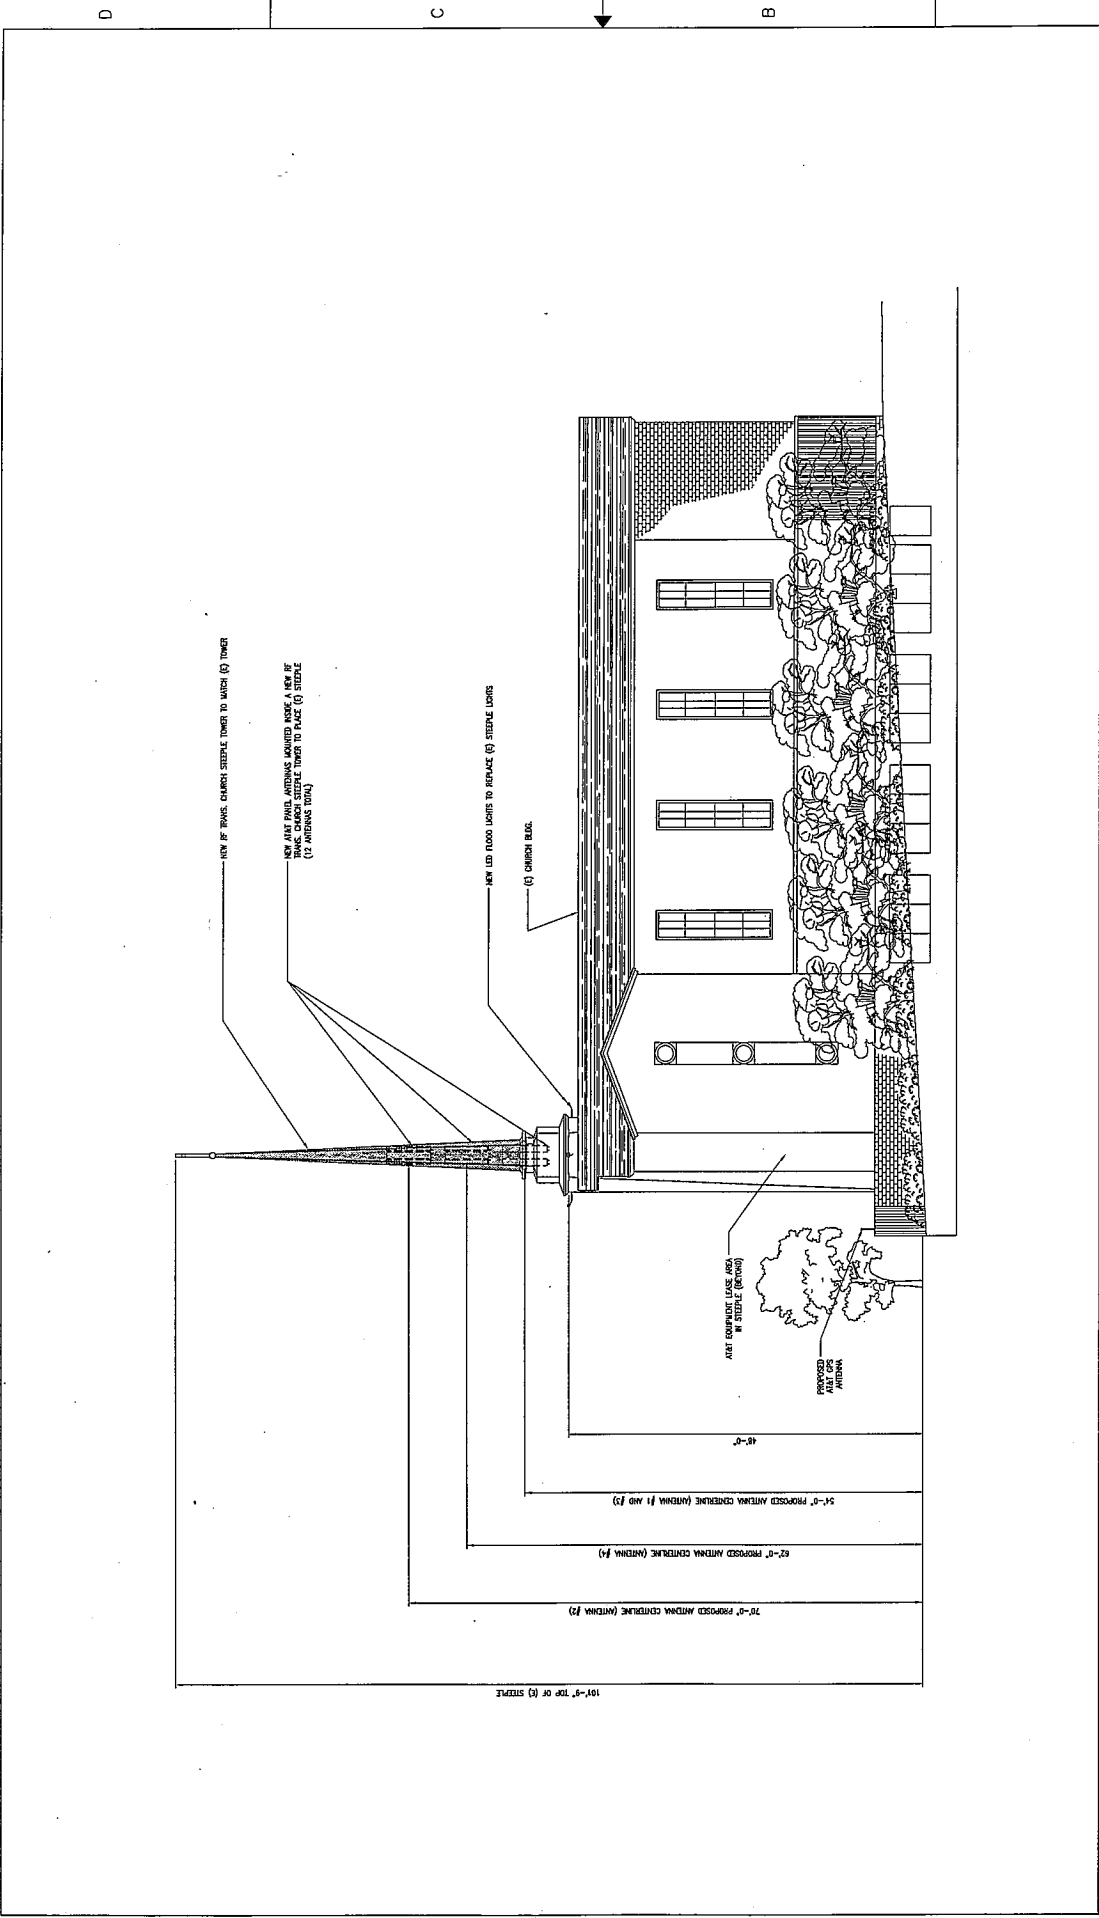 D
C
B
NEW RF TRANS. CHURCH STEEPLE TOWER TO MATCH (E) TOWER
NEW AT&T PANEL ANTENNAS MOUNTED INSIDE A NEW RF
TRANS. CHURCH STEEPLE TOWER TO PLACE (E) STEEPLE
(12 ANTENNAS TOTAL)
NEW LED FLOOD LIGHTS TO REPLACE (E) STEEPLE LIGHTS
(E) CHURCH BLDG.
AT&T EQUIPMENT LEASE AREA
IN STEEPLE (BEYOND)
PROPOSED
AT&T GPS
ANTENNA
48'-0"
54'-0" PROPOSED ANTENNA CENTERLINE (ANTENNA #1 AND #3)
62'-0" PROPOSED ANTENNA CENTERLINE (ANTENNA #4)
70'-0" PROPOSED ANTENNA CENTERLINE (ANTENNA #2)
101'-9" TOP OF (E) STEEPLE